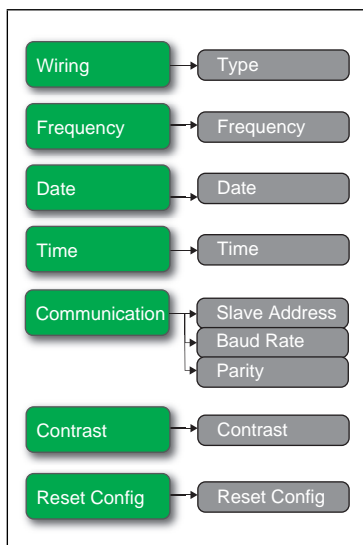 Wiring
Type
Frequency
Frequency
Date
Date
Time
Time
Communication
Slave Address
Baud Rate
Parity
Contrast
Contrast
Reset Config
Reset Config